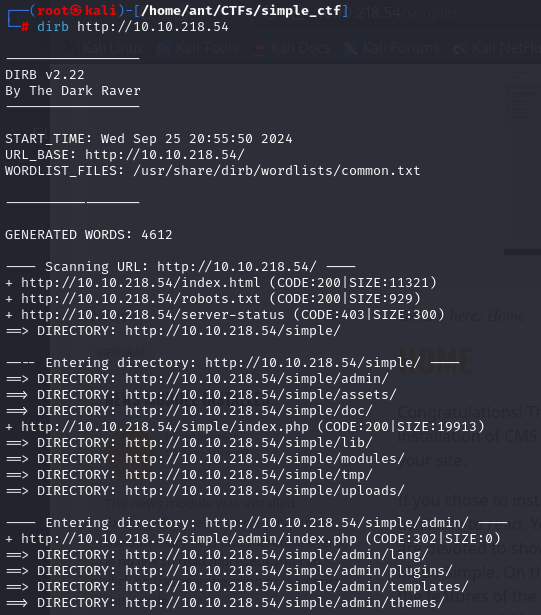 ┌──(root㉿kali)-[/home/ant/CTFs/simple_ctf]
└─# dirb http://10.10.218.54
-----------------
DIRB v2.22
By The Dark Raver
-----------------
START_TIME: Wed Sep 25 20:55:50 2024
URL_BASE: http://10.10.218.54/
WORDLIST_FILES: /usr/share/dirb/wordlists/common.txt
-----------------
GENERATED WORDS: 4612
---- Scanning URL: http://10.10.218.54/ ----
+ http://10.10.218.54/index.html (CODE:200|SIZE:11321)
+ http://10.10.218.54/robots.txt (CODE:200|SIZE:929)
+ http://10.10.218.54/server-status (CODE:403|SIZE:300)
==> DIRECTORY: http://10.10.218.54/simple/
---- Entering directory: http://10.10.218.54/simple/ ----
==> DIRECTORY: http://10.10.218.54/simple/admin/
==> DIRECTORY: http://10.10.218.54/simple/assets/
==> DIRECTORY: http://10.10.218.54/simple/doc/
+ http://10.10.218.54/simple/index.php (CODE:200|SIZE:19913)
==> DIRECTORY: http://10.10.218.54/simple/lib/
==> DIRECTORY: http://10.10.218.54/simple/modules/
==> DIRECTORY: http://10.10.218.54/simple/tmp/
==> DIRECTORY: http://10.10.218.54/simple/uploads/
---- Entering directory: http://10.10.218.54/simple/admin/ ----
+ http://10.10.218.54/simple/admin/index.php (CODE:302|SIZE:0)
==> DIRECTORY: http://10.10.218.54/simple/admin/lang/
==> DIRECTORY: http://10.10.218.54/simple/admin/plugins/
==> DIRECTORY: http://10.10.218.54/simple/admin/templates/
==> DIRECTORY: http://10.10.218.54/simple/admin/themes/